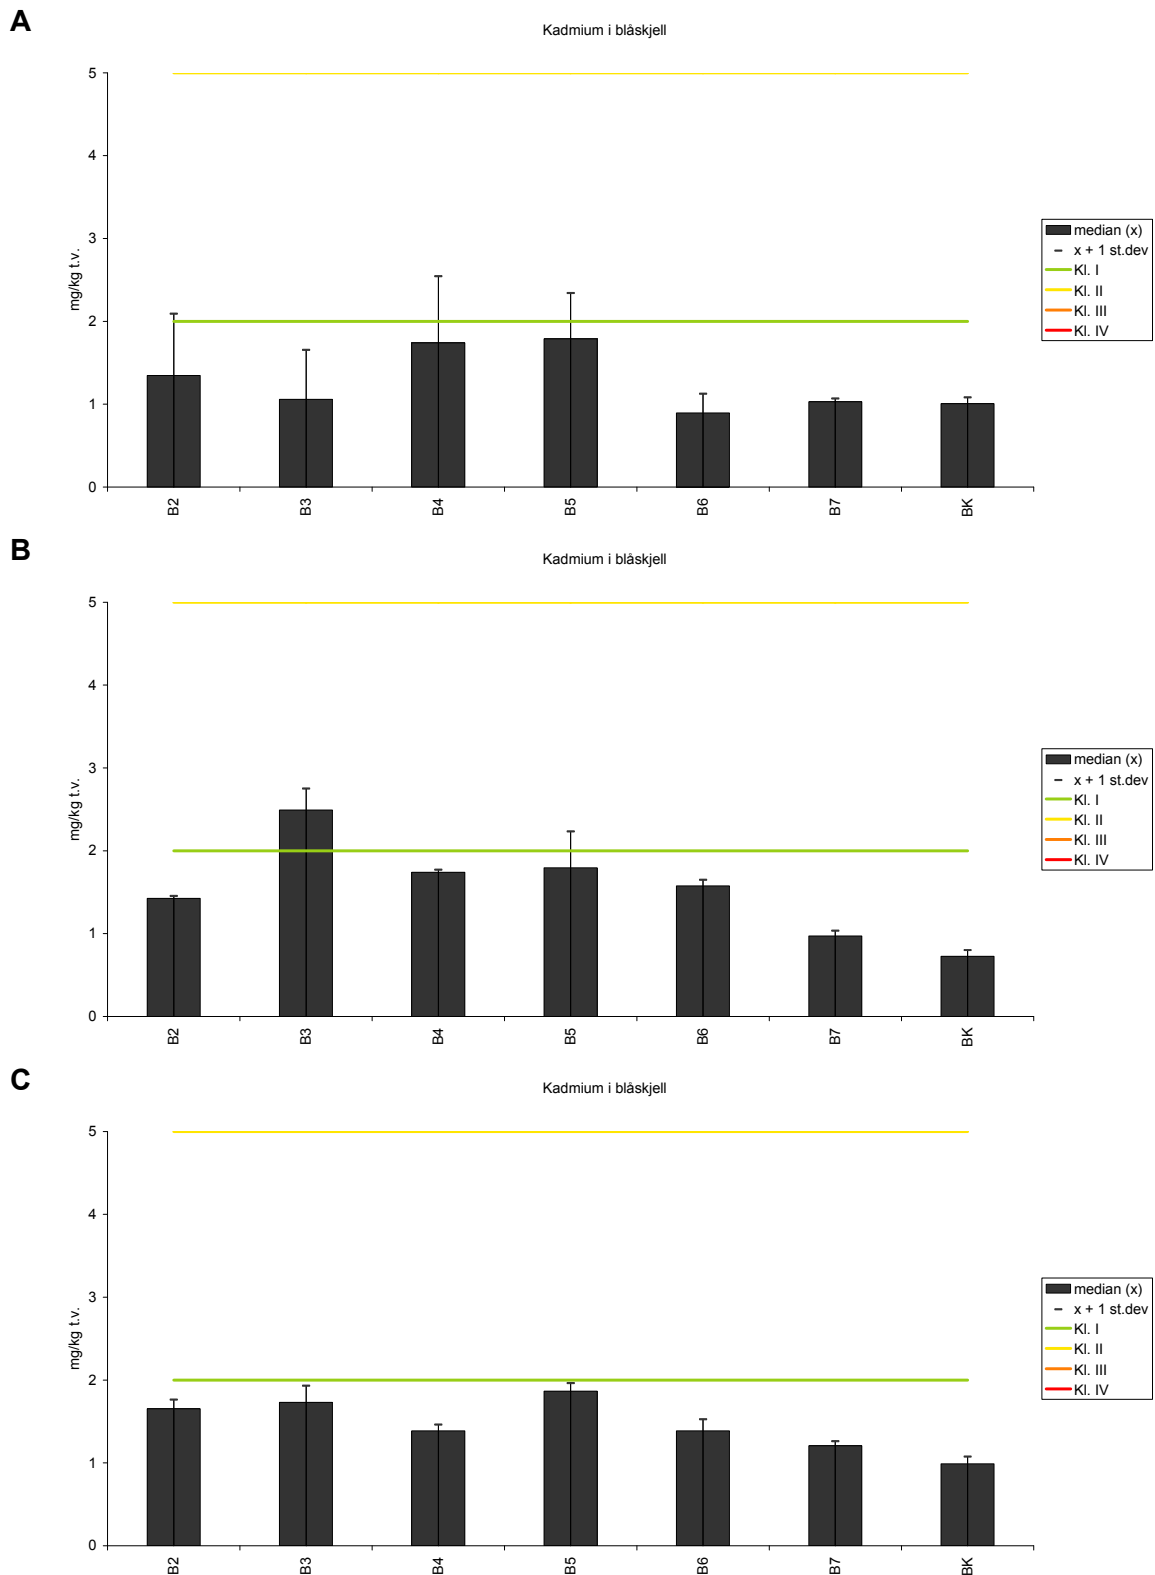 A
Kadmium i blåskjell
5
4
3
2
1
0
mg/kg t.v.
B2
B3
B4
B5
B6
B7
BK
median (x)
x + 1 st.dev
Kl. I
Kl. II
Kl. III
Kl. IV
B
Kadmium i blåskjell
5
4
3
2
1
0
mg/kg t.v.
B2
B3
B4
B5
B6
B7
BK
median (x)
x + 1 st.dev
Kl. I
Kl. II
Kl. III
Kl. IV
C
Kadmium i blåskjell
5
4
3
2
1
0
mg/kg t.v.
B2
B3
B4
B5
B6
B7
BK
median (x)
x + 1 st.dev
Kl. I
Kl. II
Kl. III
Kl. IV